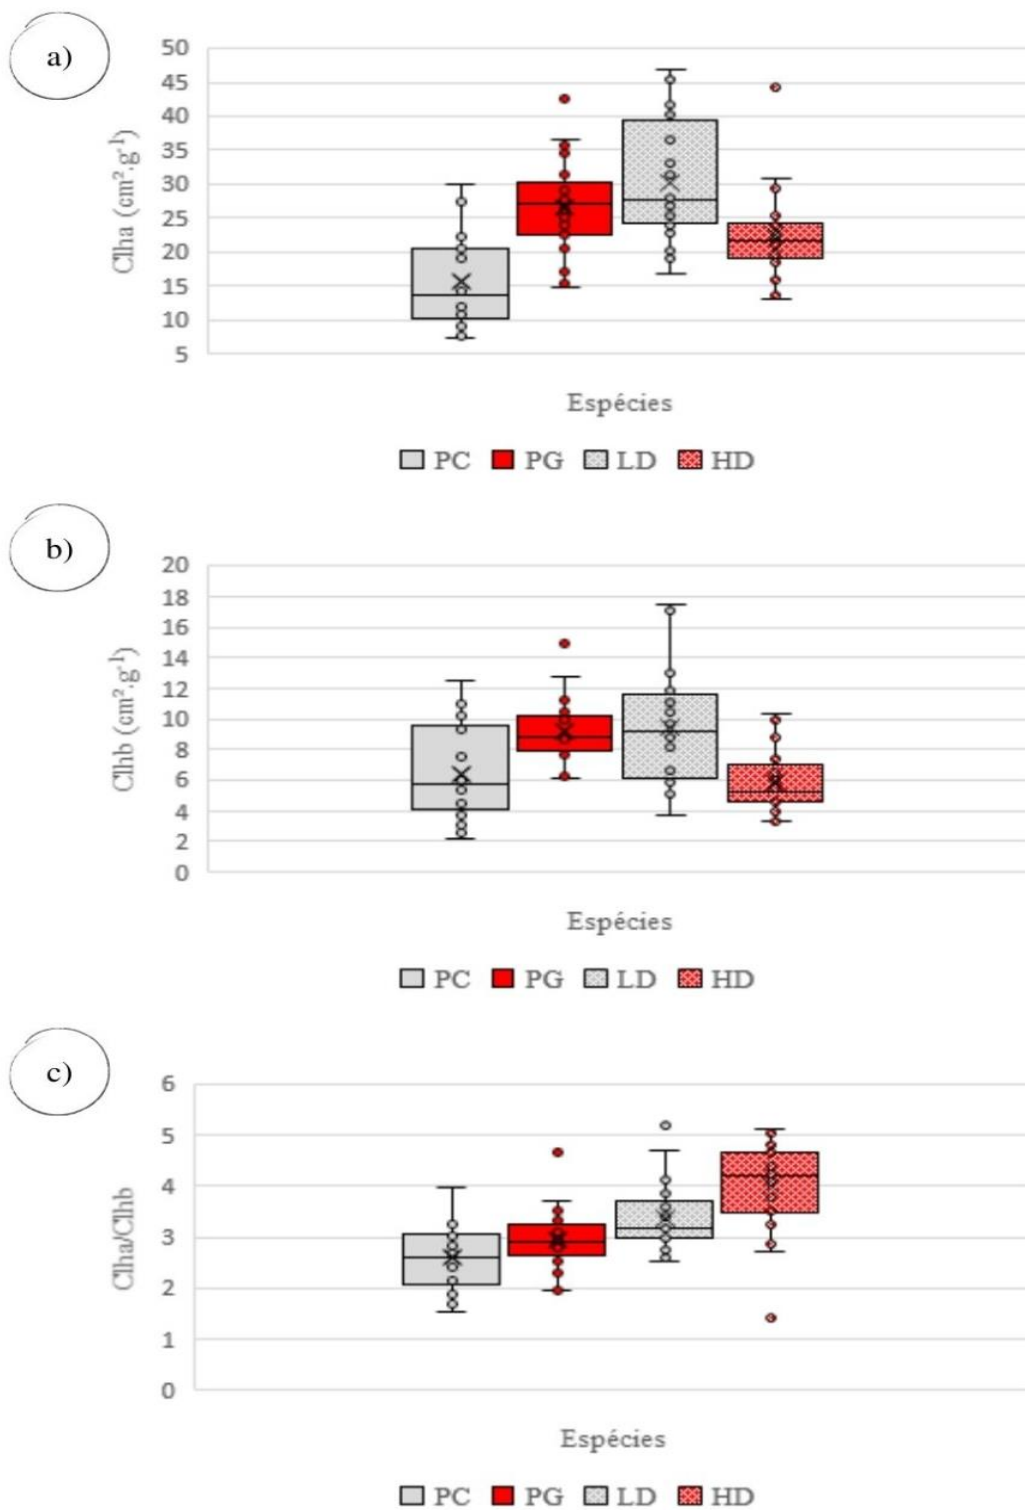 a)
50
45
40
35
30
25
20
15
10
5
Clha (cm².g⁻¹)
Espécies
PC PG LD HD
b)
20
18
16
14
12
10
8
6
4
2
0
Clhb (cm².g⁻¹)
Espécies
PC PG LD HD
c)
6
5
4
3
2
1
0
Clha/Clhb
Espécies
PC PG LD HD